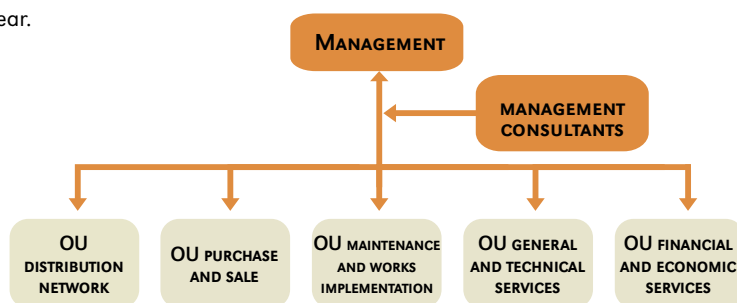 ear.
MANAGEMENT
MANAGEMENT
CONSULTANTS
OU
DISTRIBUTION
NETWORK
OU PURCHASE
AND SALE
OU MAINTENANCE
AND WORKS
IMPLEMENTATION
OU GENERAL
AND TECHNICAL
SERVICES
OU FINANCIAL
AND ECONOMIC
SERVICES